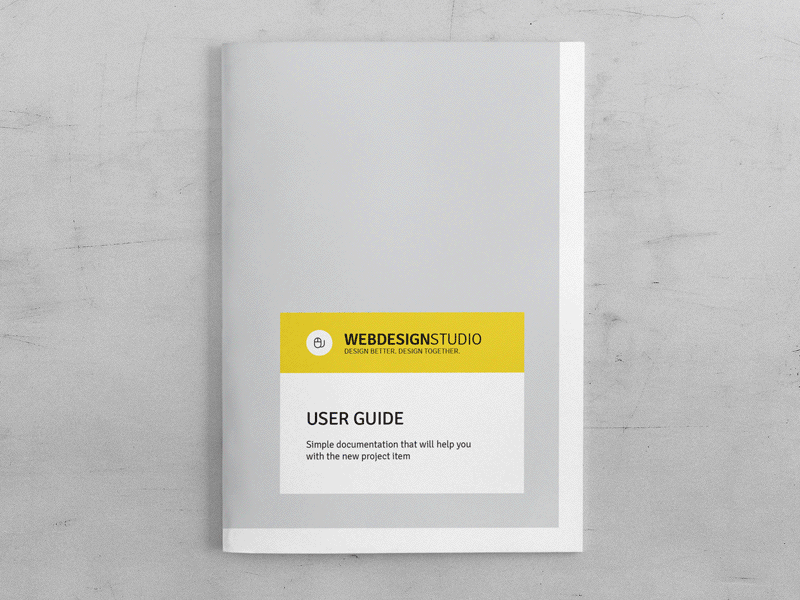 WEBDESIGNSTUDIO
DESIGN BETTER. DESIGN TOGETHER.
USER GUIDE
Simple documentation that will help you
with the new project item